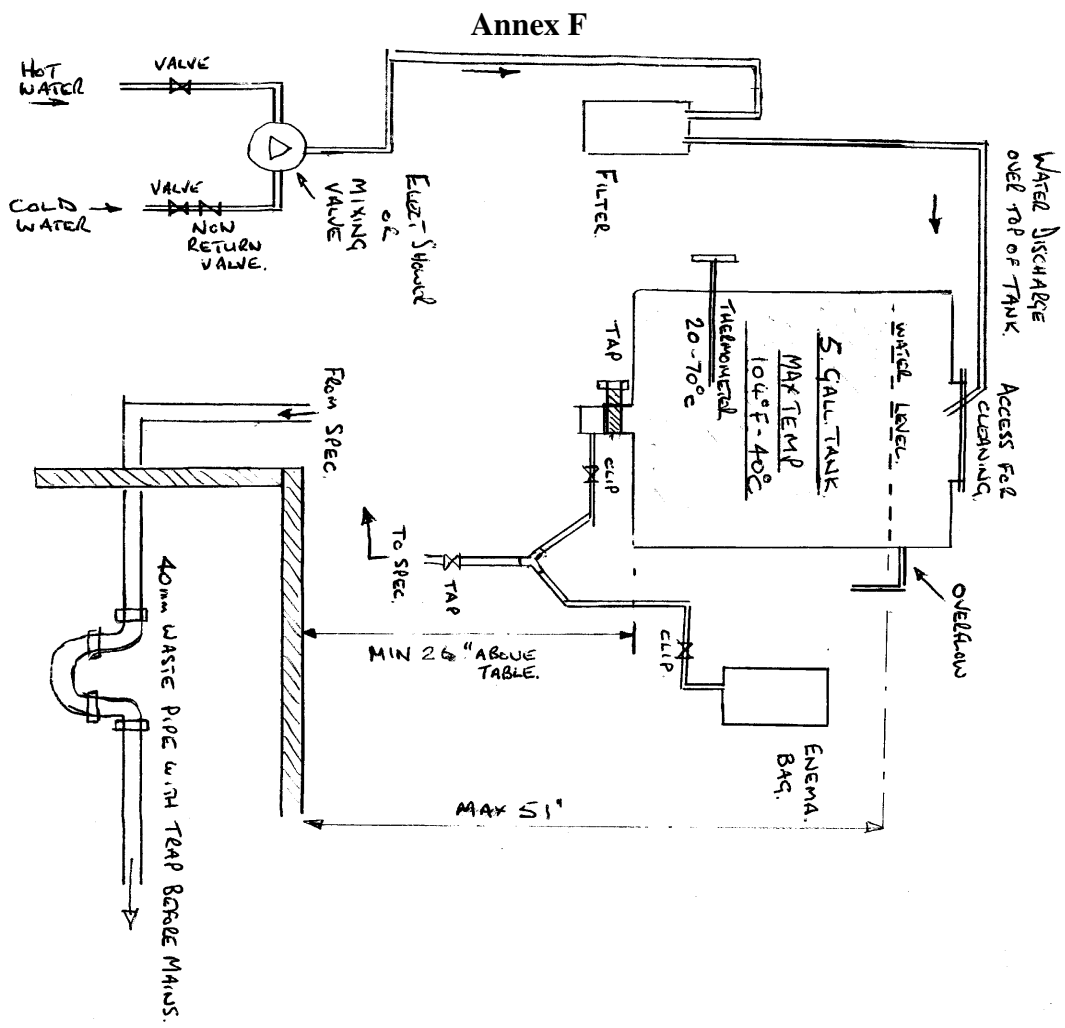 Annex F
HOT
WATER
VALVE
COLD
WATER
VALVE
NON
RETURN
VALVE.
ELECT SHOWER
OR
MIXING
VALVE
FILTER.
WATER DISCHARGE
OVER TOP OF TANK.
ACCESS FOR
CLEANING.
WATER LEVEL.
5. GALL. TANK.
MAX TEMP
104°F - 40°C
THERMOMETER
20-70°C
TAP
CLIP
OVERFLOW
FROM SPEC.
TO SPEC.
TAP
CLIP
MIN 26" ABOVE
TABLE.
ENEMA.
BAG.
MAX 51"
40mm WASTE PIPE WITH TRAP BEFORE MAINS.